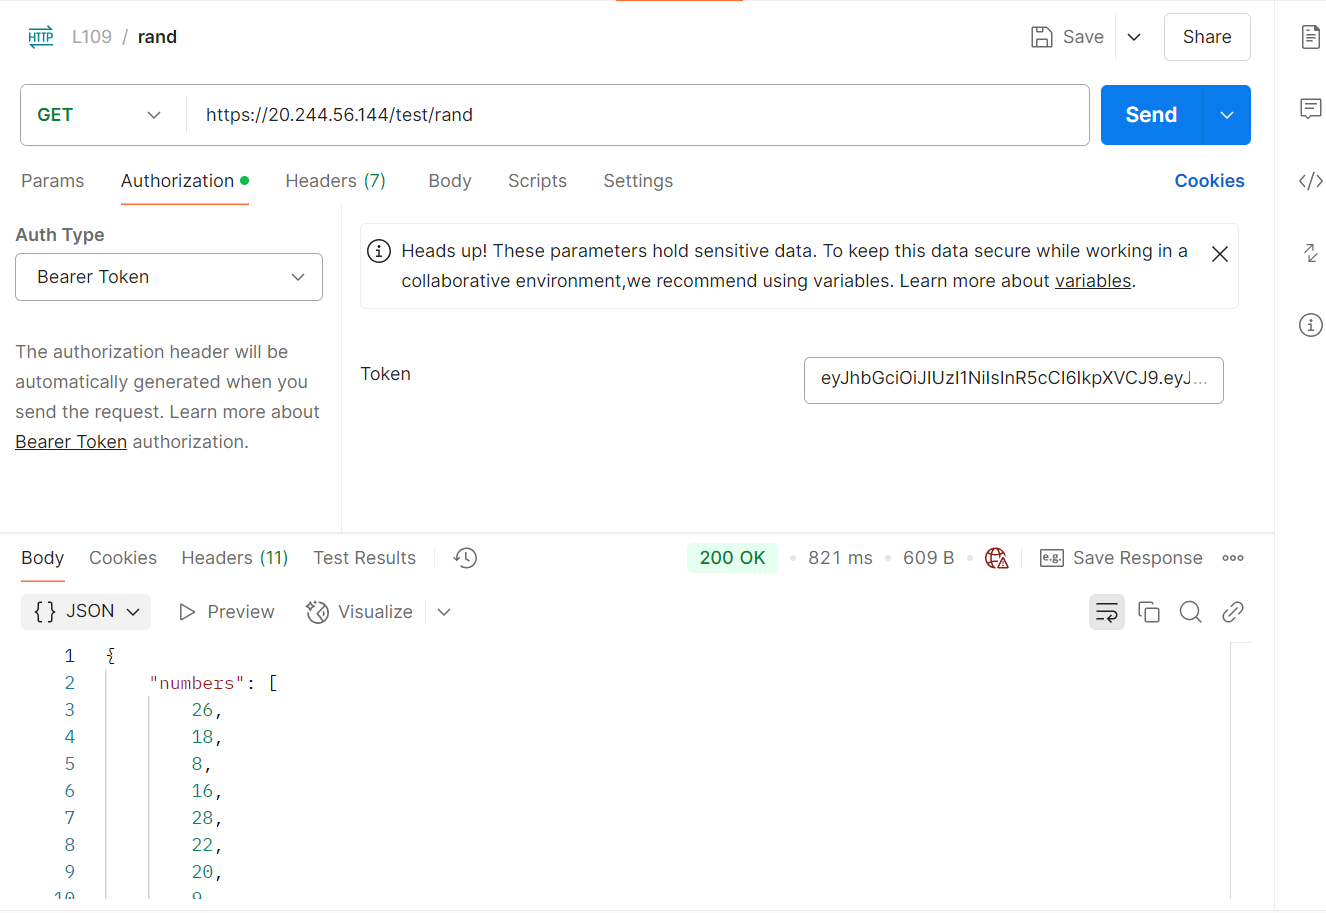 HTTP L109 / rand Save Share
GET https://20.244.56.144/test/rand Send
Params Authorization Headers (7) Body Scripts Settings Cookies
Auth Type
Bearer Token
The authorization header will be
automatically generated when you
send the request. Learn more about
Bearer Token authorization.
Heads up! These parameters hold sensitive data. To keep this data secure while working in a
collaborative environment,we recommend using variables. Learn more about variables.
Token eyJhbGciOiJIUzI1NiIsInR5cCI6IkpXVCJ9.eyJ...
Body Cookies Headers (11) Test Results 200 OK 821 ms 609 B e.g. Save Response
{} JSON Preview Visualize
1 {
2 "numbers": [
3 26,
4 18,
5 8,
6 16,
7 28,
8 22,
9 20,
10 9